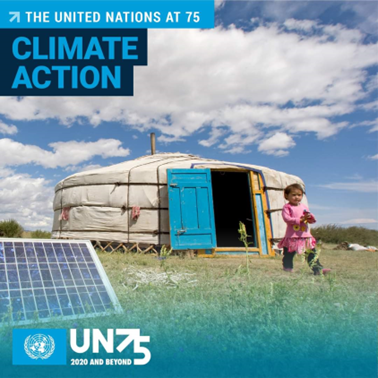 THE UNITED NATIONS AT 75
CLIMATE
ACTION
UN75
2020 AND BEYOND